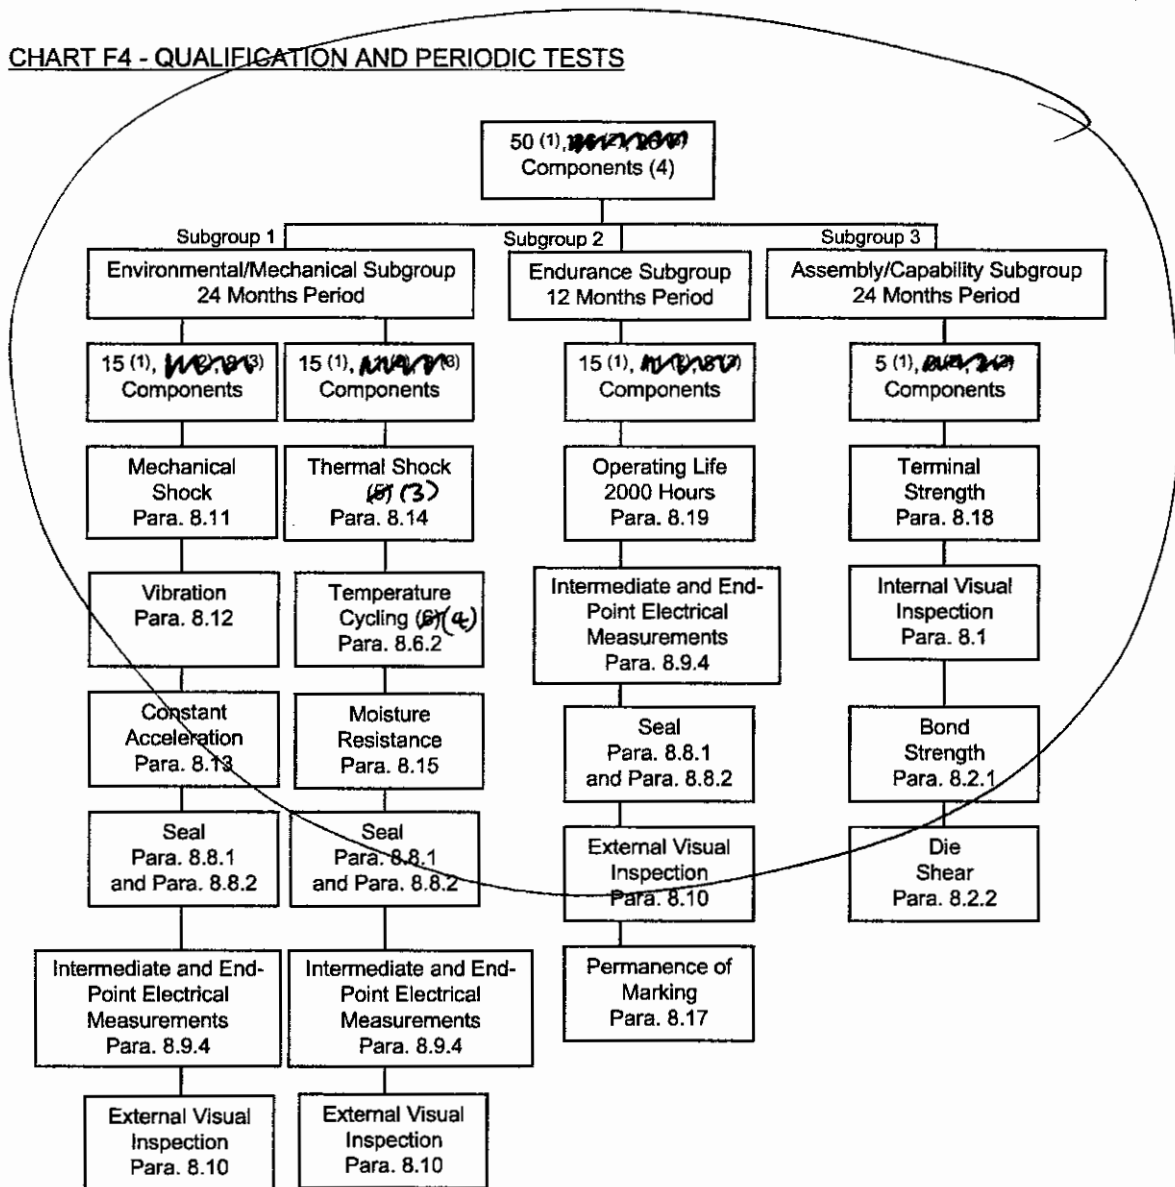 CHART F4 - QUALIFICATION AND PERIODIC TESTS
50 (1),
Components (4)
Subgroup 1
Environmental/Mechanical Subgroup
24 Months Period
15 (1),
Components
Mechanical
Shock
Para. 8.11
Vibration
Para. 8.12
Constant
Acceleration
Para. 8.13
Seal
Para. 8.8.1
and Para. 8.8.2
Intermediate and End-
Point Electrical
Measurements
Para. 8.9.4
External Visual
Inspection
Para. 8.10
15 (1),
Components
Thermal Shock
(5) (3)
Para. 8.14
Temperature
Cycling (6) (4)
Para. 8.6.2
Moisture
Resistance
Para. 8.15
Seal
Para. 8.8.1
and Para. 8.8.2
Intermediate and End-
Point Electrical
Measurements
Para. 8.9.4
External Visual
Inspection
Para. 8.10
Subgroup 2
Endurance Subgroup
12 Months Period
15 (1),
Components
Operating Life
2000 Hours
Para. 8.19
Intermediate and End-
Point Electrical
Measurements
Para. 8.9.4
Seal
Para. 8.8.1
and Para. 8.8.2
External Visual
Inspection
Para. 8.10
Permanence of
Marking
Para. 8.17
Subgroup 3
Assembly/Capability Subgroup
24 Months Period
5 (1),
Components
Terminal
Strength
Para. 8.18
Internal Visual
Inspection
Para. 8.1
Bond
Strength
Para. 8.2.1
Die
Shear
Para. 8.2.2